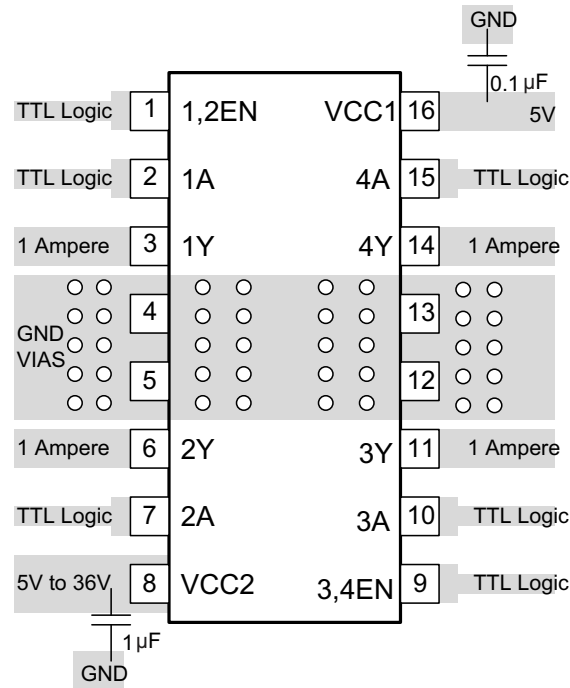 GND
0.1 µF
TTL Logic 1 1,2EN VCC1 16 5V
TTL Logic 2 1A 4A 15 TTL Logic
1 Ampere 3 1Y 4Y 14 1 Ampere
4 13
GND
VIAS
5 12
1 Ampere 6 2Y 3Y 11 1 Ampere
TTL Logic 7 2A 3A 10 TTL Logic
5V to 36V 8 VCC2 3,4EN 9 TTL Logic
1 µF
GND